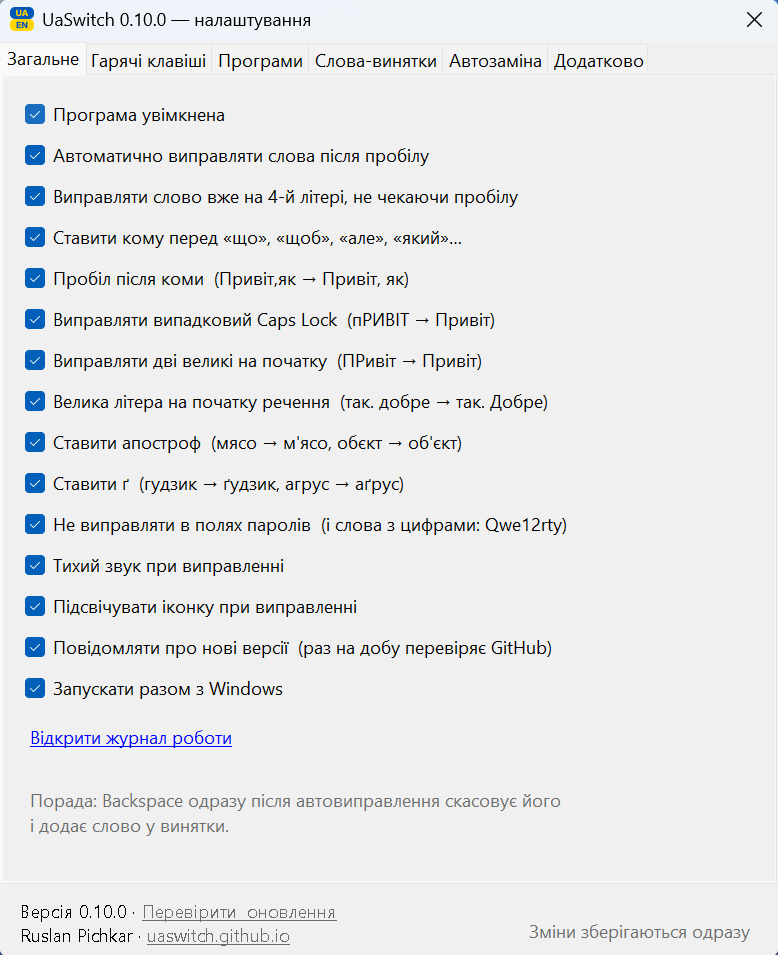 UA
EN
UaSwitch 0.10.0 — налаштування
Загальне Гарячі клавіші Програми Слова-винятки Автозаміна Додатково
Програма увімкнена
Автоматично виправляти слова після пробілу
Виправляти слово вже на 4-й літері, не чекаючи пробілу
Ставити кому перед «що», «щоб», «але», «який»...
Пробіл після коми (Привіт,як → Привіт, як)
Виправляти випадковий Caps Lock (пРИВІТ → Привіт)
Виправляти дві великі на початку (ПРивіт → Привіт)
Велика літера на початку речення (так. добре → так. Добре)
Ставити апостроф (мясо → м'ясо, обєкт → об'єкт)
Ставити ґ (гудзик → ґудзик, агрус → аґрус)
Не виправляти в полях паролів (і слова з цифрами: Qwe12rty)
Тихий звук при виправленні
Підсвічувати іконку при виправленні
Повідомляти про нові версії (раз на добу перевіряє GitHub)
Запускати разом з Windows
Відкрити журнал роботи
Порада: Backspace одразу після автовиправлення скасовує його
і додає слово у винятки.
Версія 0.10.0 · Перевірити оновлення
Ruslan Pichkar · uaswitch.github.io
Зміни зберігаються одразу